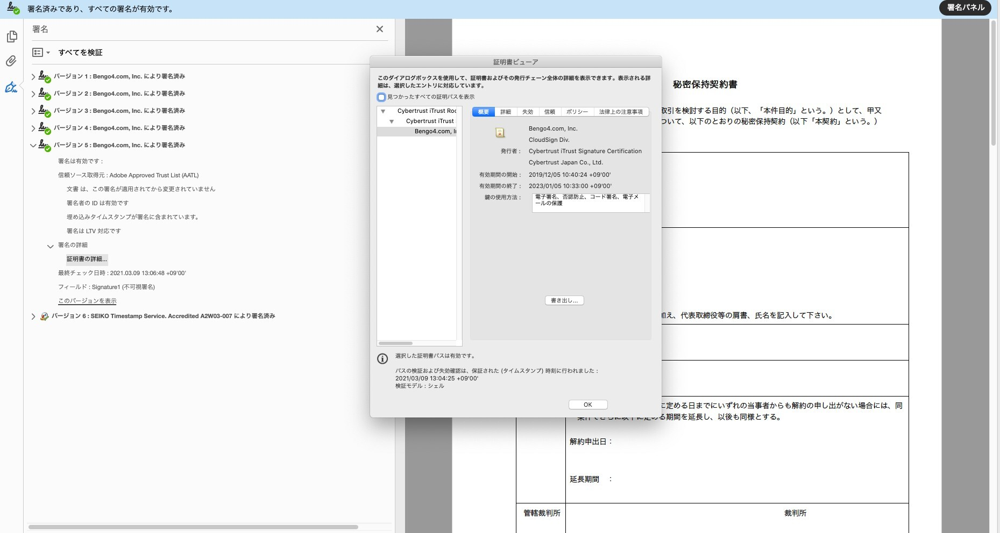 署名済みであり、すべての署名が有効です。
署名パネル
署名
すべてを検証
バージョン 1 : Bengo4.com, Inc. により署名済み
バージョン 2 : Bengo4.com, Inc. により署名済み
バージョン 3 : Bengo4.com, Inc. により署名済み
バージョン 4 : Bengo4.com, Inc. により署名済み
バージョン 5 : Bengo4.com, Inc. により署名済み
署名は有効です :
信頼ソース取得元 : Adobe Approved Trust List (AATL)
文書 は、この署名が適用されてから変更されていません
署名者の ID は有効です
埋め込みタイムスタンプが署名に含まれています。
署名は LTV 対応です
署名の詳細
証明書の詳細...
最終チェック日時 : 2021.03.09 13:06:48 +09'00'
フィールド : Signature1 (不可視署名)
このバージョンを表示
バージョン 6 : SEIKO Timestamp Service. Accredited A2W03-007 により署名済み
証明書ビューア
このダイアログボックスを使用して、証明書およびその発行チェーン全体の詳細を表示できます。表示される詳
細は、選択したエントリに対応しています。
見つかったすべての証明パスを表示
Cybertrust iTrust Roo
Cybertrust iTrust
Bengo4.com, I
概要 詳細 失効 信頼 ポリシー 法律上の注意事項
Bengo4.com, Inc.
CloudSign Div.
発行者 : Cybertrust iTrust Signature Certification
Cybertrust Japan Co., Ltd.
有効期間の開始 : 2019/12/05 10:40:24 +09'00'
有効期間の終了 : 2023/01/05 10:33:00 +09'00'
鍵の使用方法 : 電子署名、否認防止、コード署名、電子メ
ールの保護
書き出し...
選択した証明書パスは有効です。
パスの検証および失効確認は、保証された (タイムスタンプ) 時刻に行われました :
2021/03/09 13:04:25 +09'00'
検証モデル : シェル
OK
秘密保持契約書
取引を検討する目的（以下、「本件目的」という。）として、甲又
ついて、以下のとおりの秘密保持契約（以下「本契約」という。）
加え、代表取締役等の肩書、氏名を記入して下さい。
に定める日までにいずれの当事者からも解約の申し出がない場合には、同
条件でさらに以下に定める期間を延長し、以後も同様とする。
解約申出日：
延長期間　：
管轄裁判所
裁判所